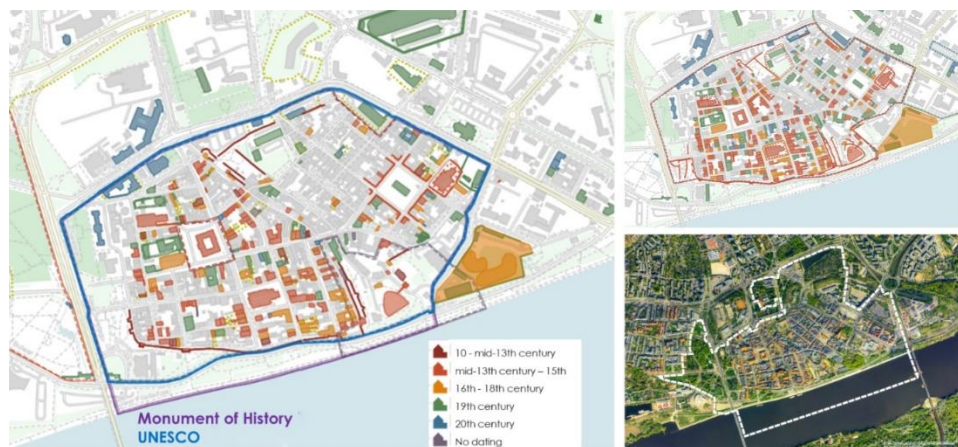 10 - mid-13th century
mid-13th century – 15th
16th - 18th century
19th century
20th century
No dating
Monument of History
UNESCO